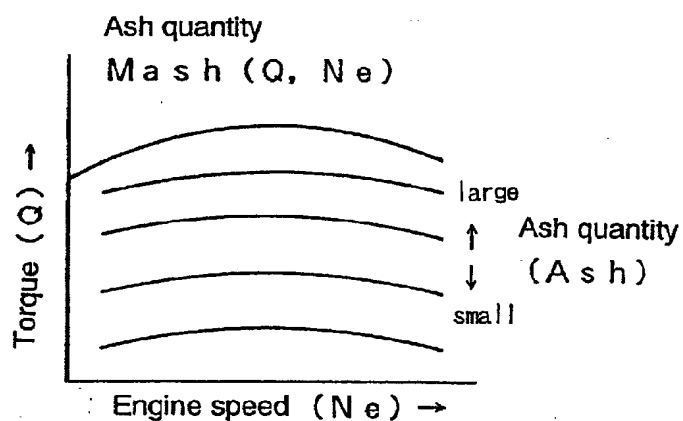 Ash quantity
Mash (Q, Ne)
Torque (Q) →
large
↑ Ash quantity
↓ (Ash)
small
Engine speed (Ne) →